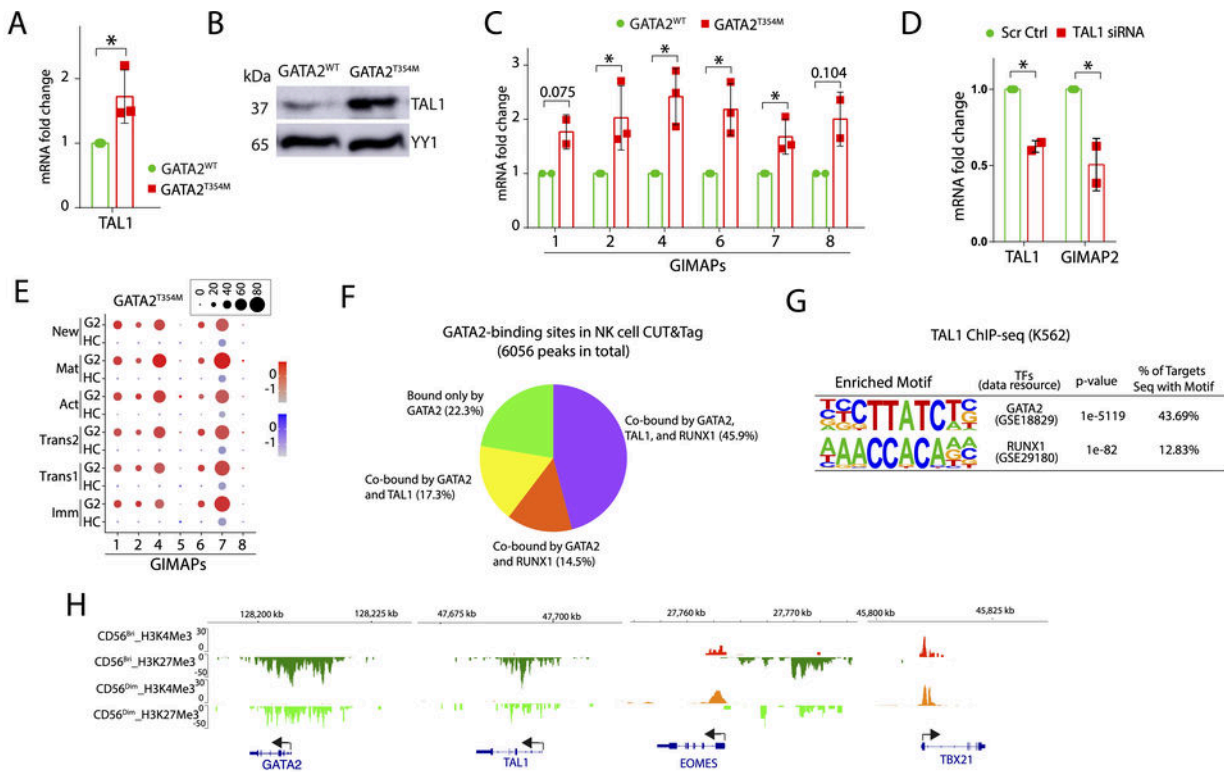 A
mRNA fold change
2
1
0
*
TAL1
GATA2WT
GATA2T354M
B
kDa
GATA2WT
GATA2T354M
37
TAL1
65
YY1
C
GATA2WT
GATA2T354M
mRNA fold change
3
2
1
0
0.075
*
*
*
*
0.104
1 2 4 6 7 8
GIMAPs
D
Scr Ctrl
TAL1 siRNA
mRNA fold change
1.0
0.5
0.0
*
*
TAL1
GIMAP2
E
GATA2T354M
0 20 40 60 80
New G2
HC
Mat G2
HC
Act G2
HC
Trans2 G2
HC
Trans1 G2
HC
Imm G2
HC
0
-1
0
-1
1 2 4 5 6 7 8
GIMAPs
F
GATA2-binding sites in NK cell CUT&Tag
(6056 peaks in total)
Bound only by
GATA2 (22.3%)
Co-bound by GATA2,
TAL1, and RUNX1 (45.9%)
Co-bound by GATA2
and TAL1 (17.3%)
Co-bound by GATA2
and RUNX1 (14.5%)
G
TAL1 ChIP-seq (K562)
Enriched Motif
TFs
(data resource)
p-value
% of Targets
Seq with Motif
CTTATCT
GATA2
(GSE18829)
1e-5119
43.69%
AAACCACA
RUNX1
(GSE29180)
1e-82
12.83%
H
128,200 kb 128,225 kb 47,675 kb 47,700 kb 27,760 kb 27,770 kb 45,800 kb 45,825 kb
CD56Bri_H3K4Me3 30
0
CD56Bri_H3K27Me3
-50
CD56Dim_H3K4Me3 30
0
CD56Dim_H3K27Me3
-50
GATA2 TAL1 EOMES TBX21